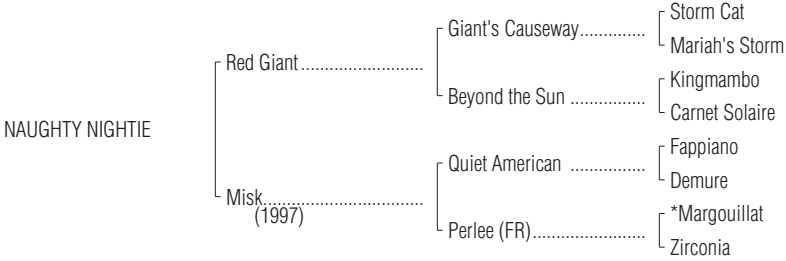 Storm Cat
Giant's Causeway..............
Mariah's Storm
Red Giant..........................
Kingmambo
Beyond the Sun ................
Carnet Solaire
NAUGHTY NIGHTIE
Fappiano
Quiet American ................
Demure
Misk..................................
(1997)
*Margouillat
Perlee (FR)........................
Zirconia